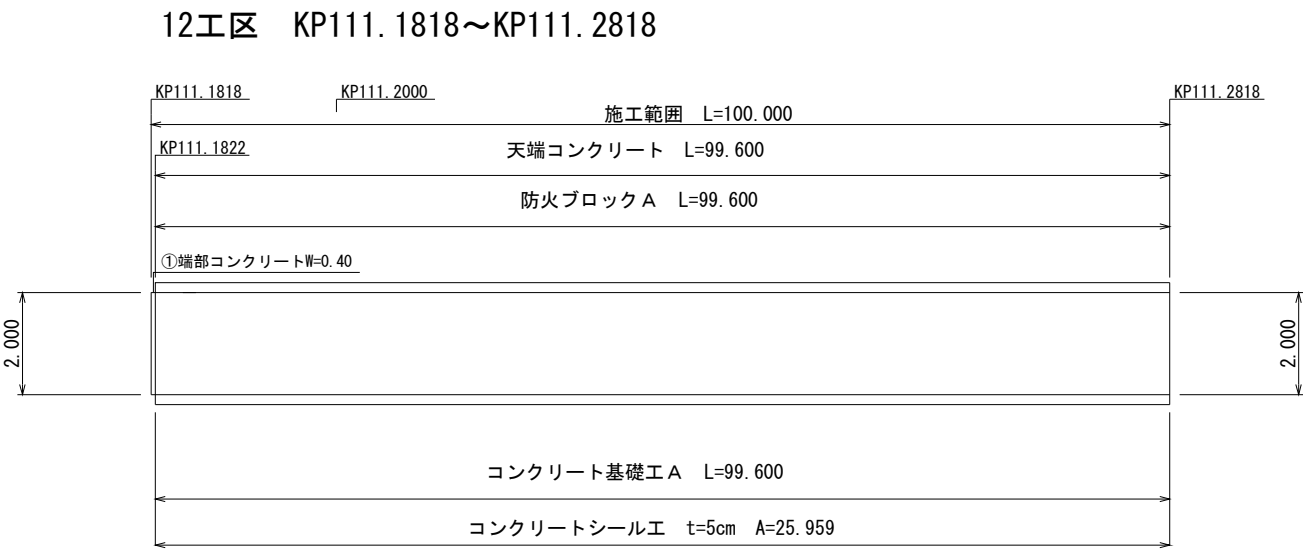 12工区　KP111.1818～KP111.2818
KP111.1818
KP111.2000
KP111.2818
施工範囲　L=100.000
KP111.1822
天端コンクリート　L=99.600
防火ブロックA　L=99.600
①端部コンクリートW=0.40
2.000
2.000
コンクリート基礎工A　L=99.600
コンクリートシール工　t=5cm　A=25.959